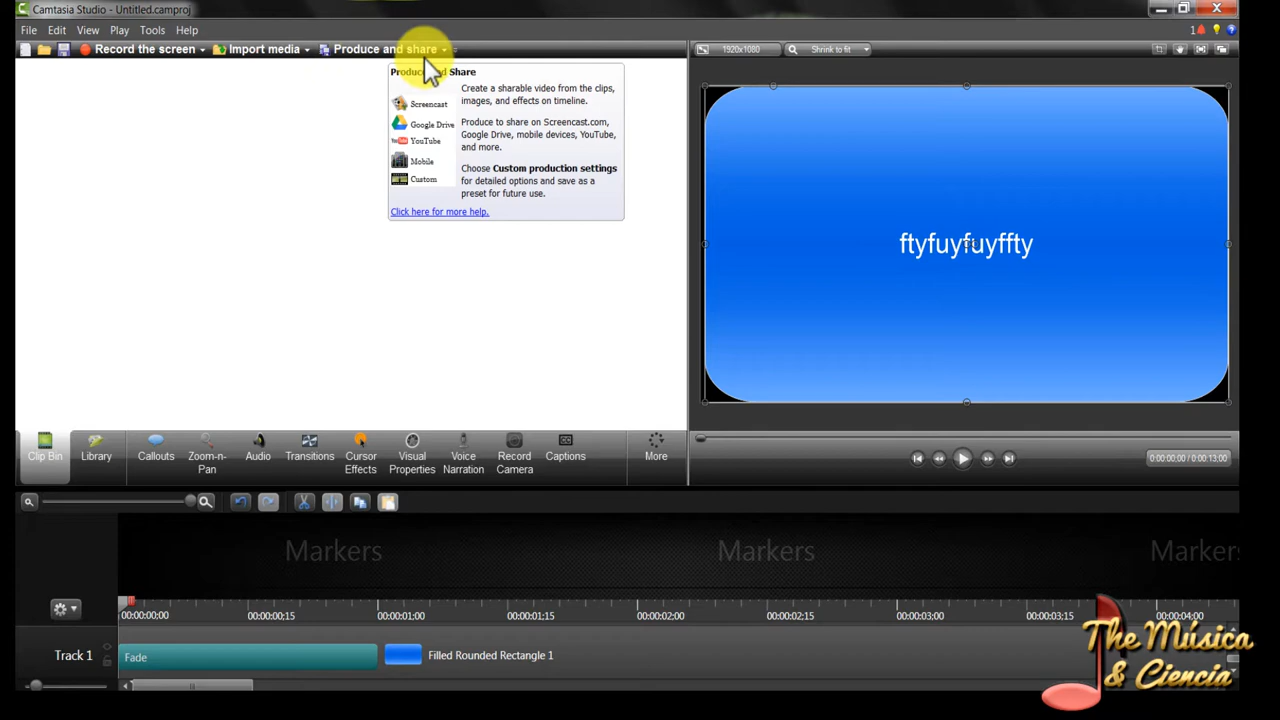 Camtasia Studio - Untitled.camproj
File Edit View Play Tools Help
1
Record the screen Import media Produce and share
1920x1080 Shrink to fit
Produce and Share
Create a sharable video from the clips,
images, and effects on timeline.
Produce to share on Screencast.com,
Google Drive, mobile devices, YouTube,
and more.
Choose Custom production settings
for detailed options and save as a
preset for future use.
Screencast
Google Drive
YouTube
Mobile
Custom
Click here for more help.
ftyfuyfuyffty
Clip Bin
Library
Callouts
Zoom-n-
Pan
Audio
Transitions
Cursor
Effects
Visual
Properties
Voice
Narration
Record
Camera
Captions
More
0:00:00;00 / 0:00:13;00
Markers Markers Markers
00:00:00;00 00:00:00;15 00:00:01;00 00:00:01;15 00:00:02;00 00:00:02;15 00:00:03;00 00:00:03;15 00:00:04;00
Track 1
Fade
Filled Rounded Rectangle 1
The Música
& Ciencia